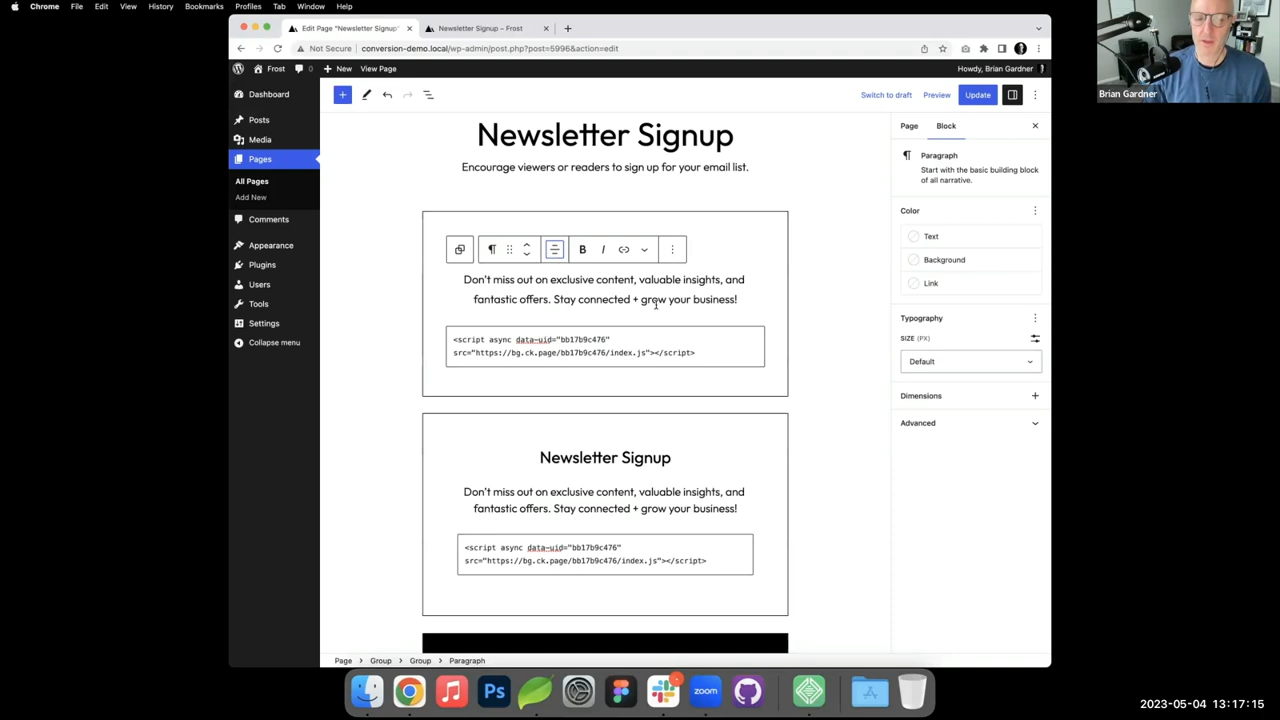 Chrome File Edit View History Bookmarks Profiles Tab Window Help
Edit Page "Newsletter Signup"
Newsletter Signup – Frost
Not Secure conversion-demo.local/wp-admin/post.php?post=5996&action=edit
Frost 0 New View Page Howdy, Brian Gardner
Brian Gardner
Dashboard
Posts
Media
Pages
All Pages
Add New
Comments
Appearance
Plugins
Users
Tools
Settings
Collapse menu
Switch to draft Preview Update
Newsletter Signup
Encourage viewers or readers to sign up for your email list.
B I
Don't miss out on exclusive content, valuable insights, and
fantastic offers. Stay connected + grow your business!
<script async data-uid="bb17b9c476"
src="https://bg.ck.page/bb17b9c476/index.js"></script>
Newsletter Signup
Don't miss out on exclusive content, valuable insights, and
fantastic offers. Stay connected + grow your business!
<script async data-uid="bb17b9c476"
src="https://bg.ck.page/bb17b9c476/index.js"></script>
Page Block
Paragraph
Start with the basic building block
of all narrative.
Color
Text
Background
Link
Typography
SIZE (PX)
Default
Dimensions
Advanced
Page Group Group Paragraph
Ps
zoom
2023-05-04 13:17:15